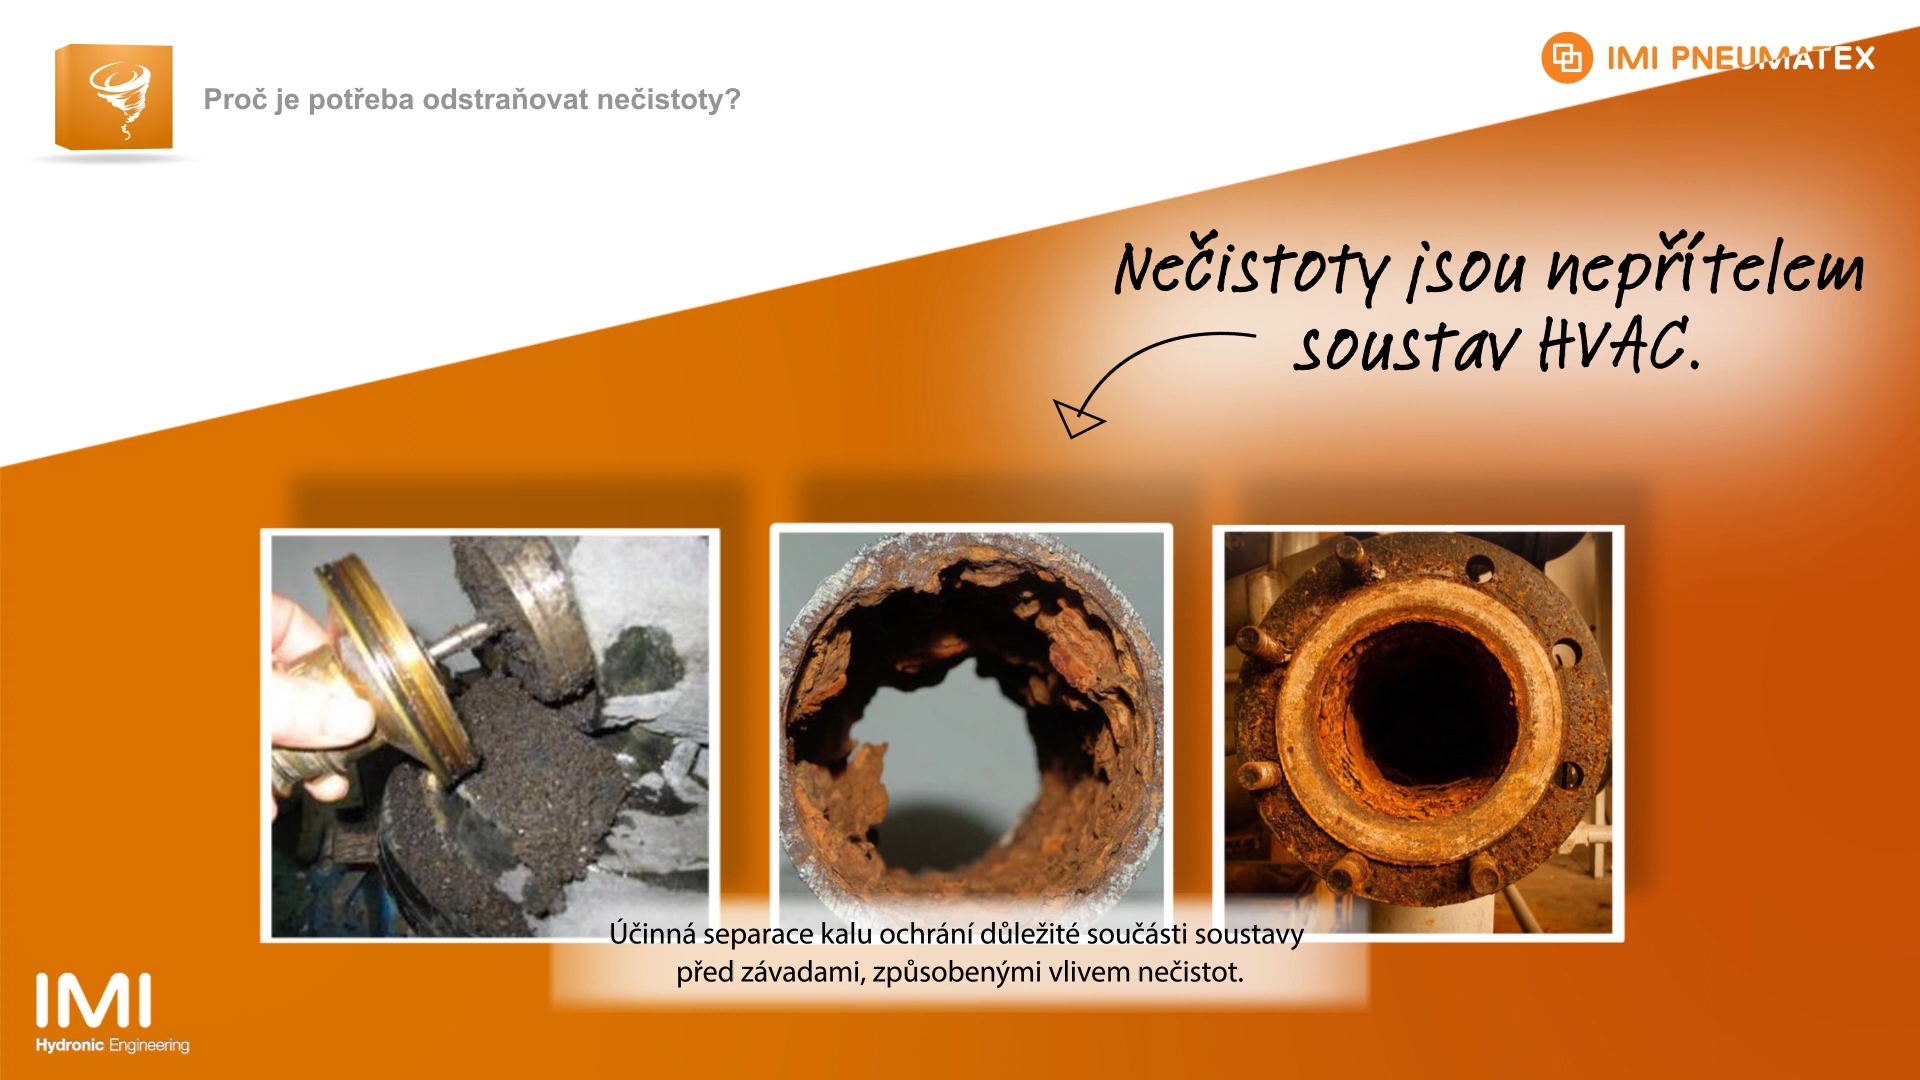 Proč je potřeba odstraňovat nečistoty?
IMI PNEUMATEX
Nečistoty jsou nepřítelem
soustav HVAC.
Účinná separace kalu ochrání důležité součásti soustavy
před závadami, způsobenými vlivem nečistot.
IMI
Hydronic Engineering